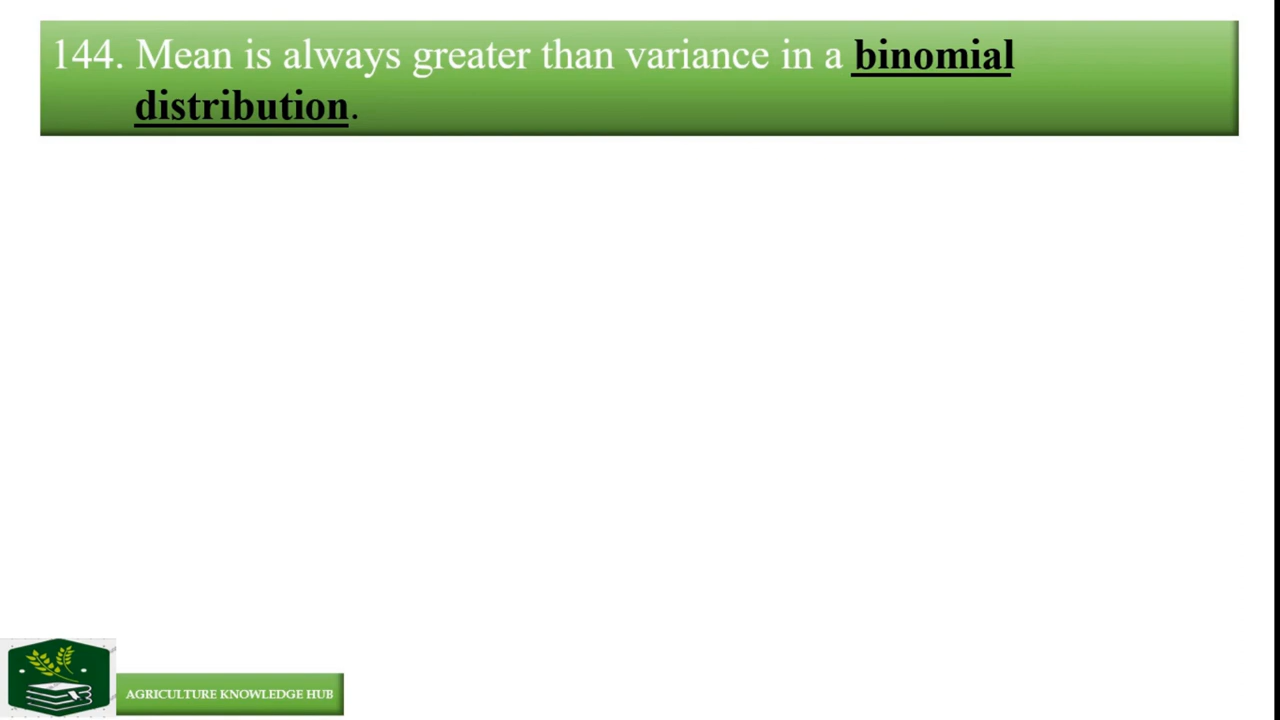 144. Mean is always greater than variance in a binomial
distribution.
AGRICULTURE KNOWLEDGE HUB